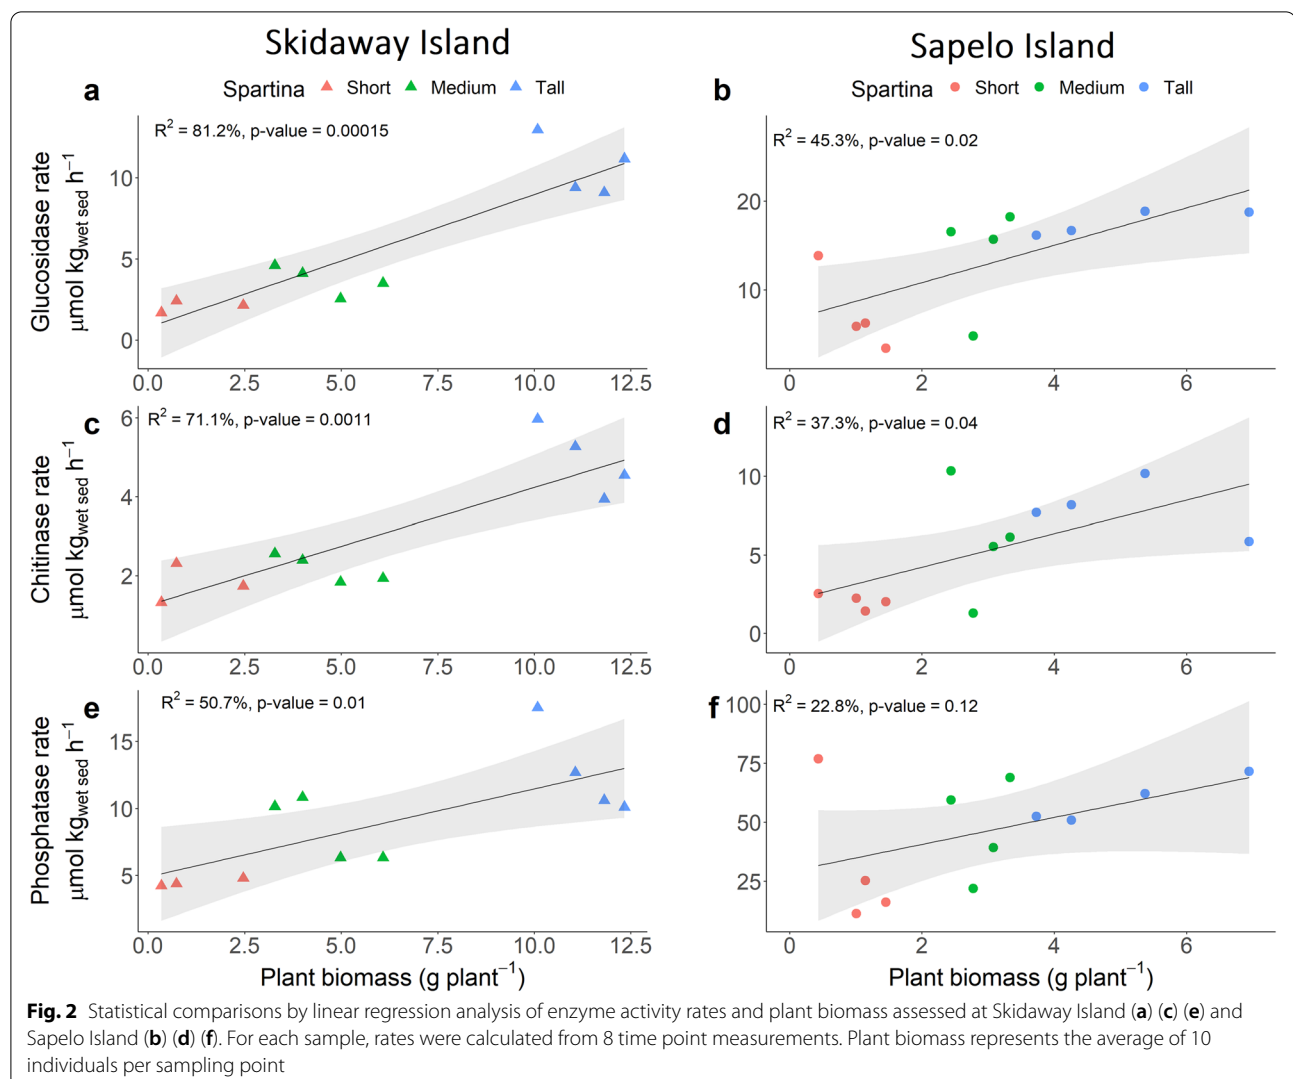 Skidaway Island
Sapelo Island
Spartina Short Medium Tall
Spartina Short Medium Tall
a
R² = 81.2%, p-value = 0.00015
Glucosidase rate
μmol kg_wet sed h⁻¹
10
5
0
0.0 2.5 5.0 7.5 10.0 12.5
b
R² = 45.3%, p-value = 0.02
20
10
0 2 4 6
c
R² = 71.1%, p-value = 0.0011
Chitinase rate
μmol kg_wet sed h⁻¹
6
4
2
0.0 2.5 5.0 7.5 10.0 12.5
d
R² = 37.3%, p-value = 0.04
10
5
0
0 2 4 6
e
R² = 50.7%, p-value = 0.01
Phosphatase rate
μmol kg_wet sed h⁻¹
15
10
5
0.0 2.5 5.0 7.5 10.0 12.5
Plant biomass (g plant⁻¹)
f
R² = 22.8%, p-value = 0.12
100
75
50
25
0 2 4 6
Plant biomass (g plant⁻¹)
Fig. 2 Statistical comparisons by linear regression analysis of enzyme activity rates and plant biomass assessed at Skidaway Island (a) (c) (e) and
Sapelo Island (b) (d) (f). For each sample, rates were calculated from 8 time point measurements. Plant biomass represents the average of 10
individuals per sampling point